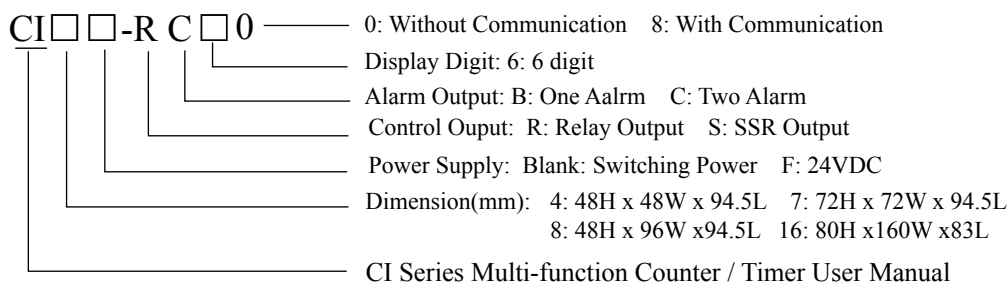 CI□ □-R C □ 0
0: Without Communication 8: With Communication
Display Digit: 6: 6 digit
Alarm Output: B: One Aalrm C: Two Alarm
Control Ouput: R: Relay Output S: SSR Output
Power Supply: Blank: Switching Power F: 24VDC
Dimension(mm): 4: 48H x 48W x 94.5L 7: 72H x 72W x 94.5L
8: 48H x 96W x94.5L 16: 80H x160W x83L
CI Series Multi-function Counter / Timer User Manual